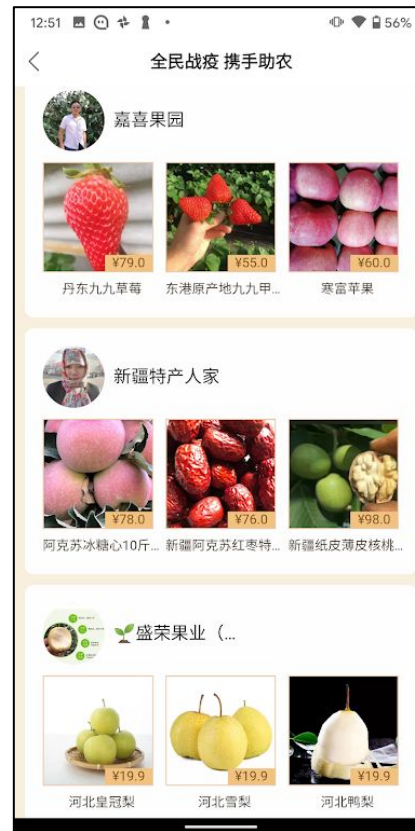 12:51
56%
全民战疫 携手助农
嘉喜果园
¥79.0
¥55.0
¥60.0
丹东九九草莓
东港原产地九九甲...
寒富苹果
新疆特产人家
¥78.0
¥76.0
¥98.0
阿克苏冰糖心10斤...
新疆阿克苏红枣特...
新疆纸皮薄皮核桃...
盛荣果业（...
¥19.9
¥19.9
¥19.9
河北皇冠梨
河北雪梨
河北鸭梨